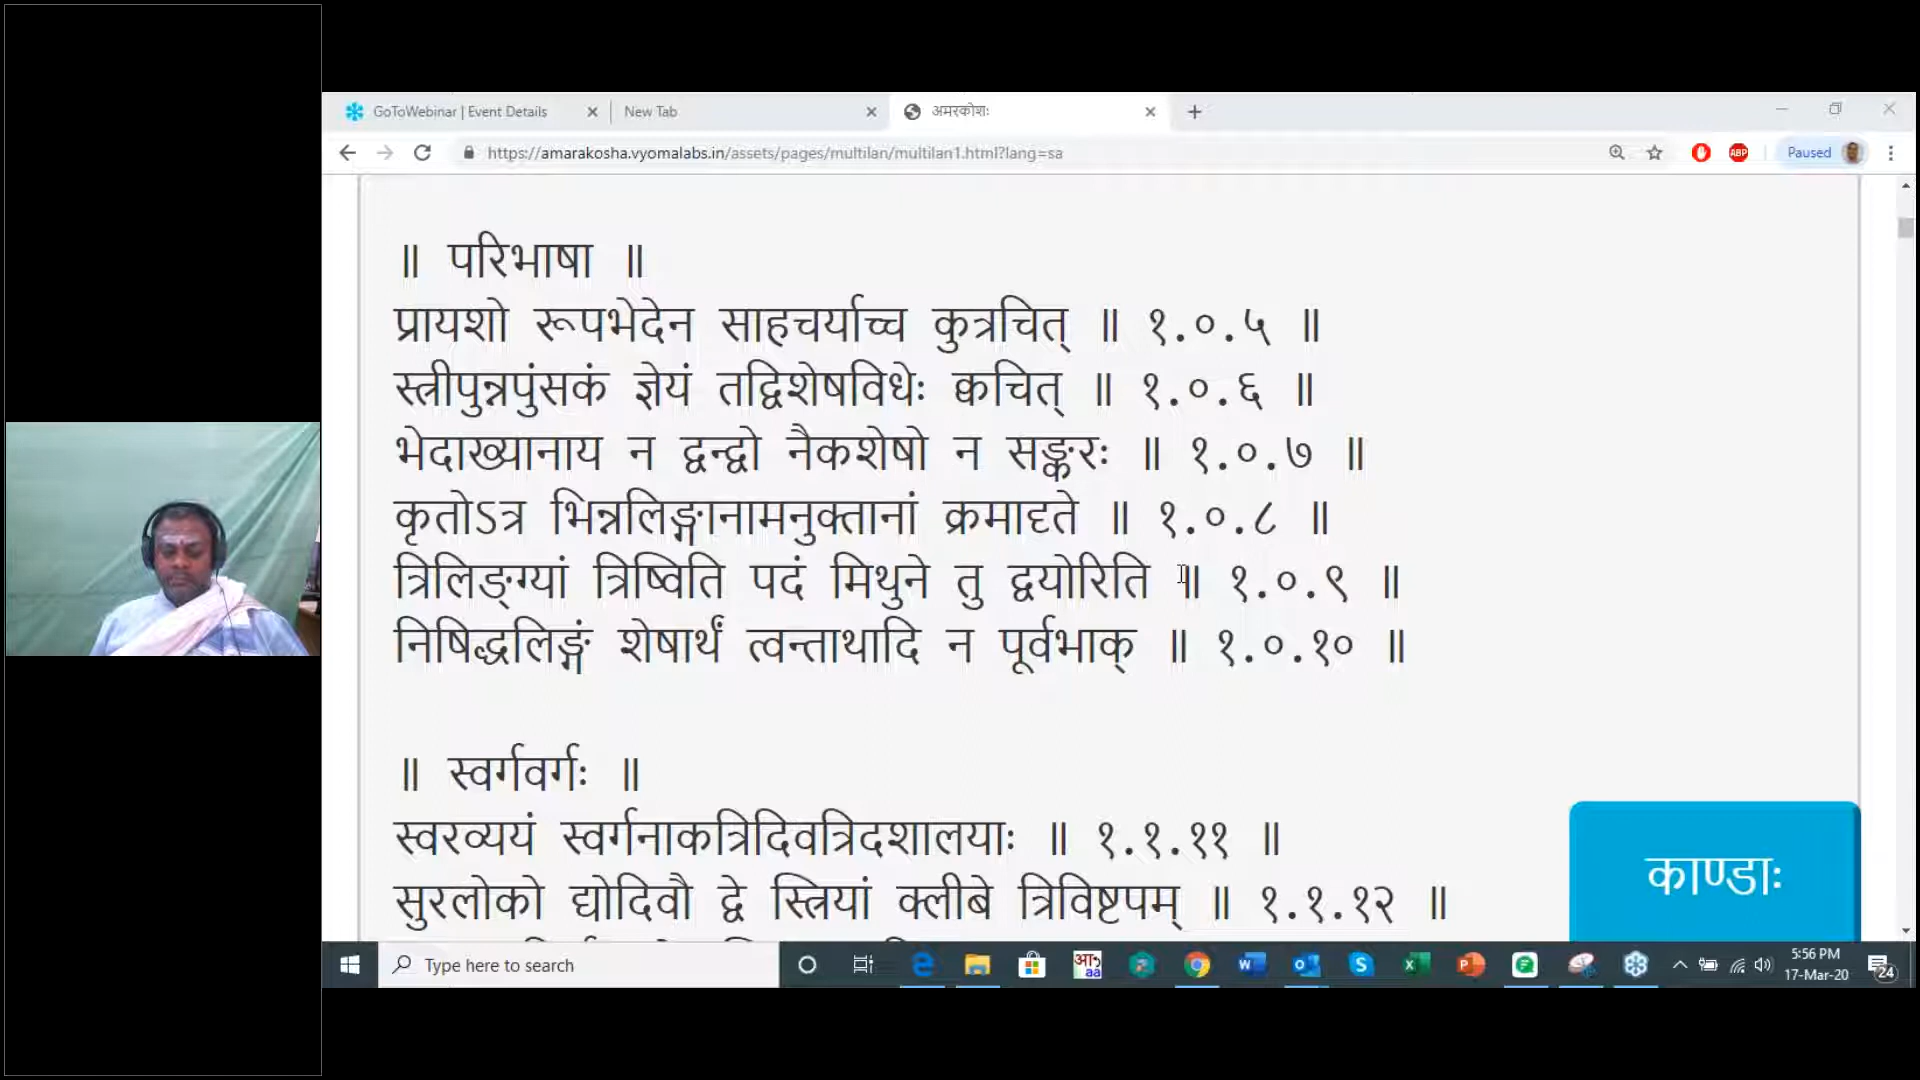 GoToWebinar | Event Details
New Tab
अमरकोशः
https://amarakosha.vyomalabs.in/assets/pages/multilan/multilan1.html?lang=sa
ABP
Paused
॥ परिभाषा ॥
प्रायशो रूपभेदेन साहचर्याच्च कुत्रचित् ॥ १.०.५ ॥
स्त्रीपुन्नपुंसकं ज्ञेयं तद्विशेषविधेः क्वचित् ॥ १.०.६ ॥
भेदाख्यानाय न द्वन्द्वो नैकशेषो न सङ्करः ॥ १.०.७ ॥
कृतोऽत्र भिन्नलिङ्गानामनुक्तानां क्रमादृते ॥ १.०.८ ॥
त्रिलिङ्ग्यां त्रिष्विति पदं मिथुने तु द्वयोरिति ॥ १.०.९ ॥
निषिद्धलिङ्गं शेषार्थं त्वन्ताथादि न पूर्वभाक् ॥ १.०.१० ॥
॥ स्वर्गवर्गः ॥
स्वरव्ययं स्वर्गनाकत्रिदिवत्रिदशालयाः ॥ १.१.११ ॥
सुरलोको द्योदिवौ द्वे स्त्रियां क्लीबे त्रिविष्टपम् ॥ १.१.१२ ॥
काण्डाः
Type here to search
5:56 PM
17-Mar-20
24